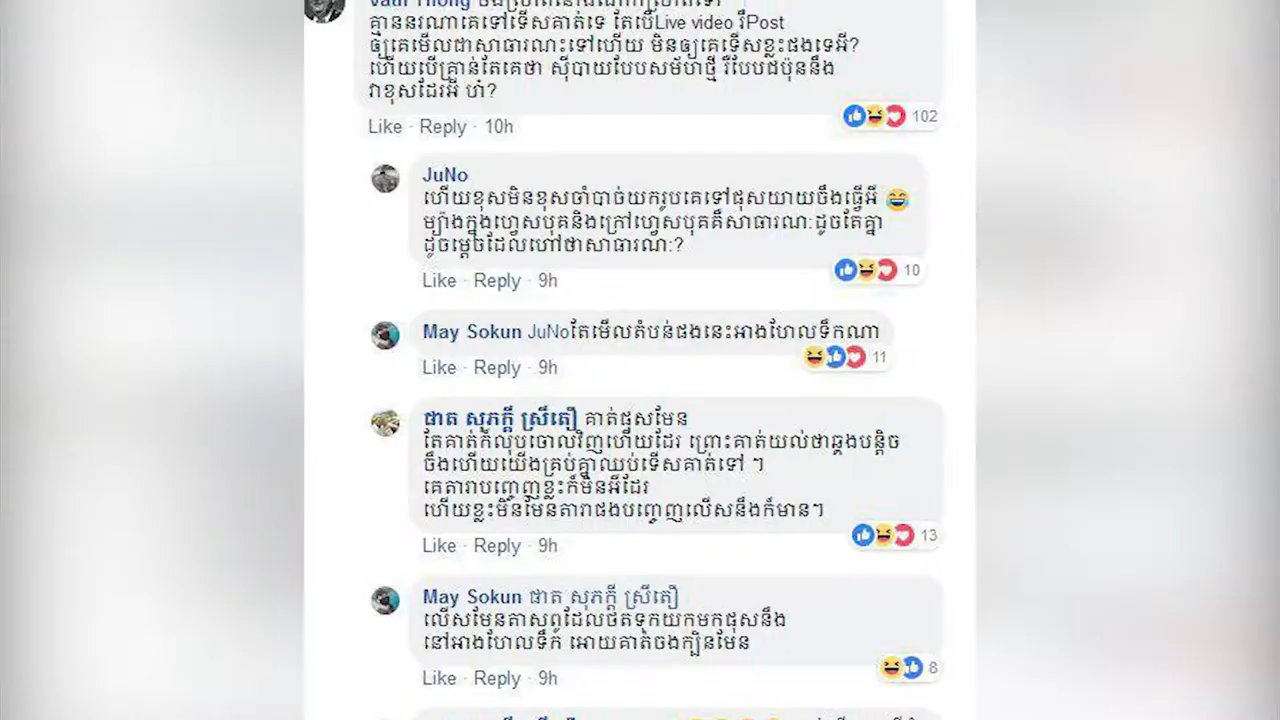 គ្មាននរណាគេទៅទើសគាត់ទេ តែបើLive video រឺPost
ឲ្យគេមើលជាសាធារណះទៅហើយ មិនឲ្យគេទើសខ្លះផងទេអី?
ហើយបើគ្រាន់តែគេថា ស៊ីបាយបែបសម័យថ្មី រឺបែបជប៉ុននឹង
វាខុសដែរអី ហ៎?
Like · Reply · 10h
102
JuNo
ហើយខុសមិនខុសចាំបាច់យករូបគេទៅផុសយាយចឹងធ្វើអី 😂
ម្យ៉ាងក្នុងហ្វេសបុគនិងក្រៅហ្វេសបុគគឺសាធារណៈដូចតែគ្នា
ដូចម្ដេចដែលហៅថាសាធារណៈ?
Like · Reply · 9h
10
May Sokun JuNoតែមើលតំបន់ផងនេះអាងហែលទឹកណា
Like · Reply · 9h
11
ផាត សុភក្ដី ស្រីតឿ គាត់ផុសមែន
តែគាត់ក៏លុបចោលវិញហើយដែរ ព្រោះគាត់យល់ថាឆ្គងបន្តិច
ចឹងហើយយើងគ្រប់គ្នាឈប់ទើសគាត់ទៅ ៗ
គេតារាបញ្ចេញខ្លះក៏មិនអីដែរ
ហើយខ្លះមិនមែនតារាផងបញ្ចេញលើសនឹងក៏មាន។
Like · Reply · 9h
13
May Sokun ផាត សុភក្ដី ស្រីតឿ
លើសមែនតាសពូដែលថតទុកយកមកផុសនឹង
នៅអាងហែលទឹក អោយគាត់ចងក្បិនមែន
Like · Reply · 9h
8